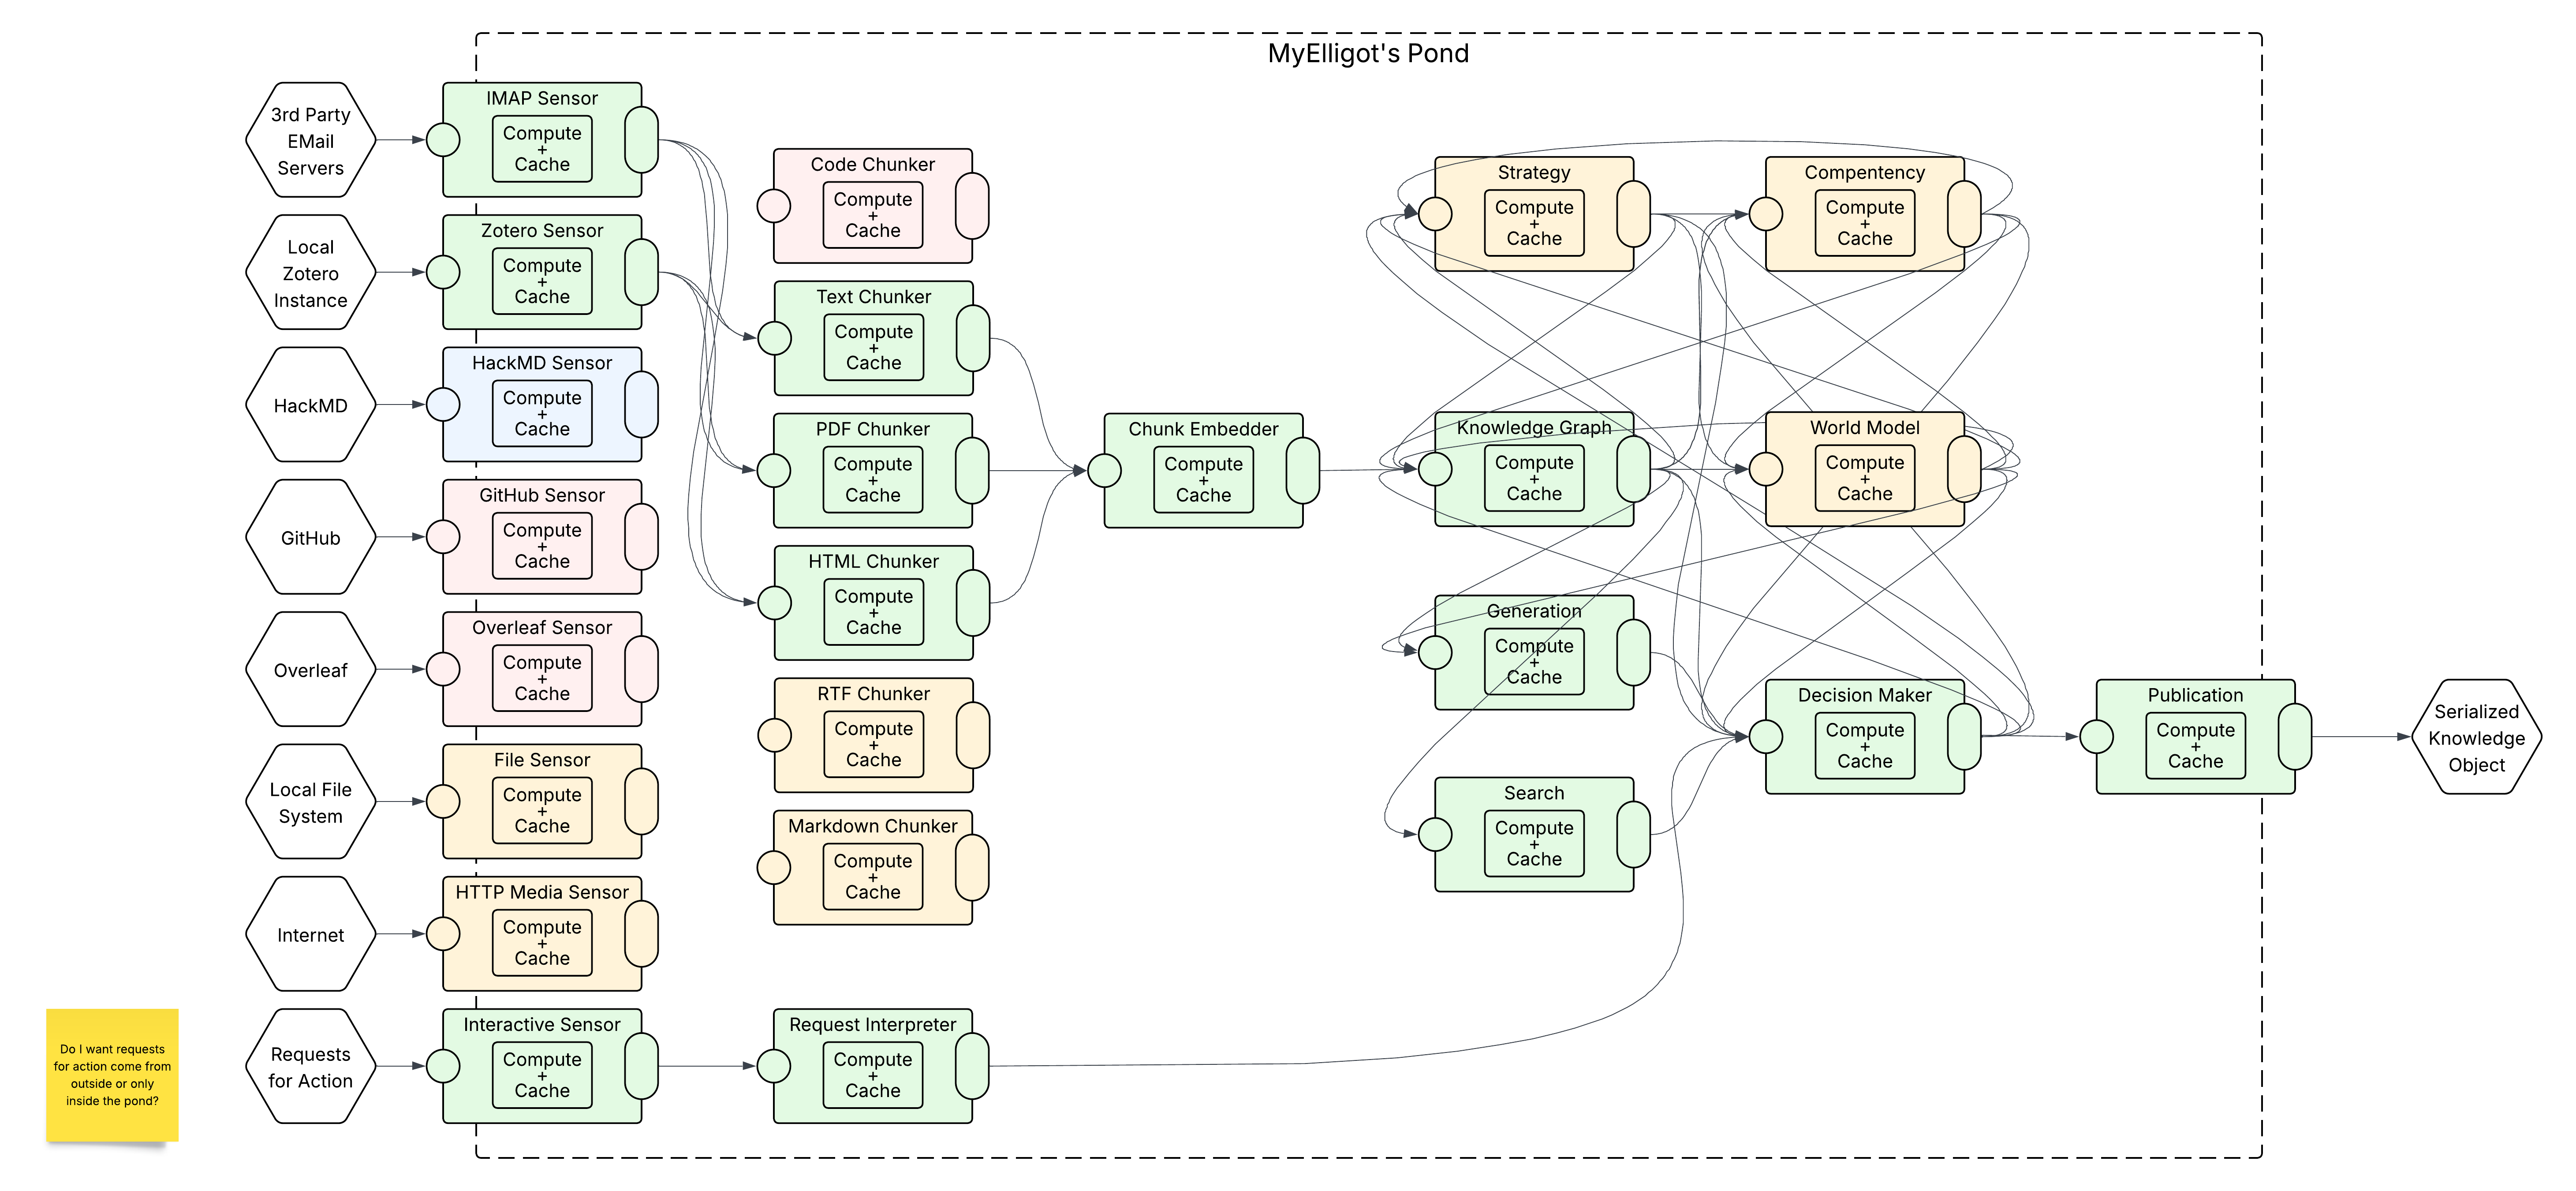 MyElligot's Pond
3rd Party
EMail
Servers
IMAP Sensor
Compute
+
Cache
Local
Zotero
Instance
Zotero Sensor
Compute
+
Cache
HackMD
HackMD Sensor
Compute
+
Cache
GitHub
GitHub Sensor
Compute
+
Cache
Overleaf
Overleaf Sensor
Compute
+
Cache
Local File
System
File Sensor
Compute
+
Cache
Internet
HTTP Media Sensor
Compute
+
Cache
Do I want requests
for action come from
outside or only
inside the pond?
Requests
for Action
Interactive Sensor
Compute
+
Cache
Code Chunker
Compute
+
Cache
Text Chunker
Compute
+
Cache
PDF Chunker
Compute
+
Cache
HTML Chunker
Compute
+
Cache
RTF Chunker
Compute
+
Cache
Markdown Chunker
Compute
+
Cache
Request Interpreter
Compute
+
Cache
Chunk Embedder
Compute
+
Cache
Strategy
Compute
+
Cache
Compentency
Compute
+
Cache
Knowledge Graph
Compute
+
Cache
World Model
Compute
+
Cache
Generation
Compute
+
Cache
Search
Compute
+
Cache
Decision Maker
Compute
+
Cache
Publication
Compute
+
Cache
Serialized
Knowledge
Object